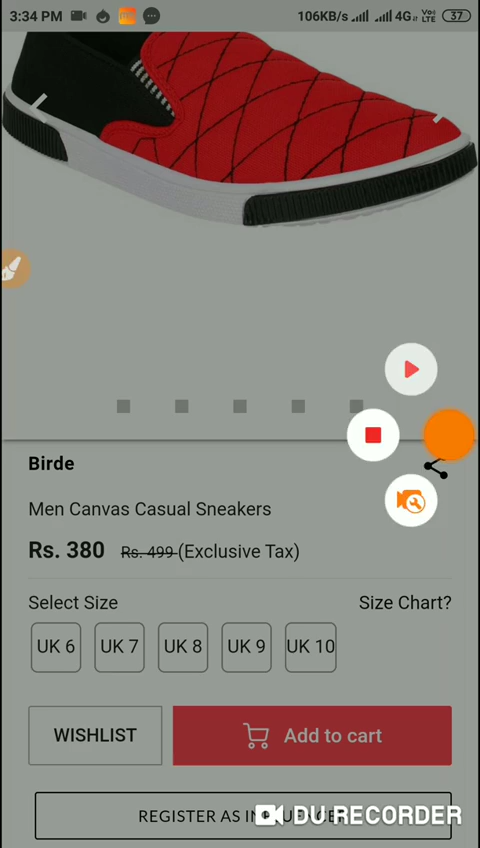 3:34 PM 106KB/s 4G Vo) LTE 37
Birde
Men Canvas Casual Sneakers
Rs. 380 Rs. 499 (Exclusive Tax)
Select Size Size Chart?
UK 6 UK 7 UK 8 UK 9 UK 10
WISHLIST Add to cart
REGISTER AS
DU RECORDER